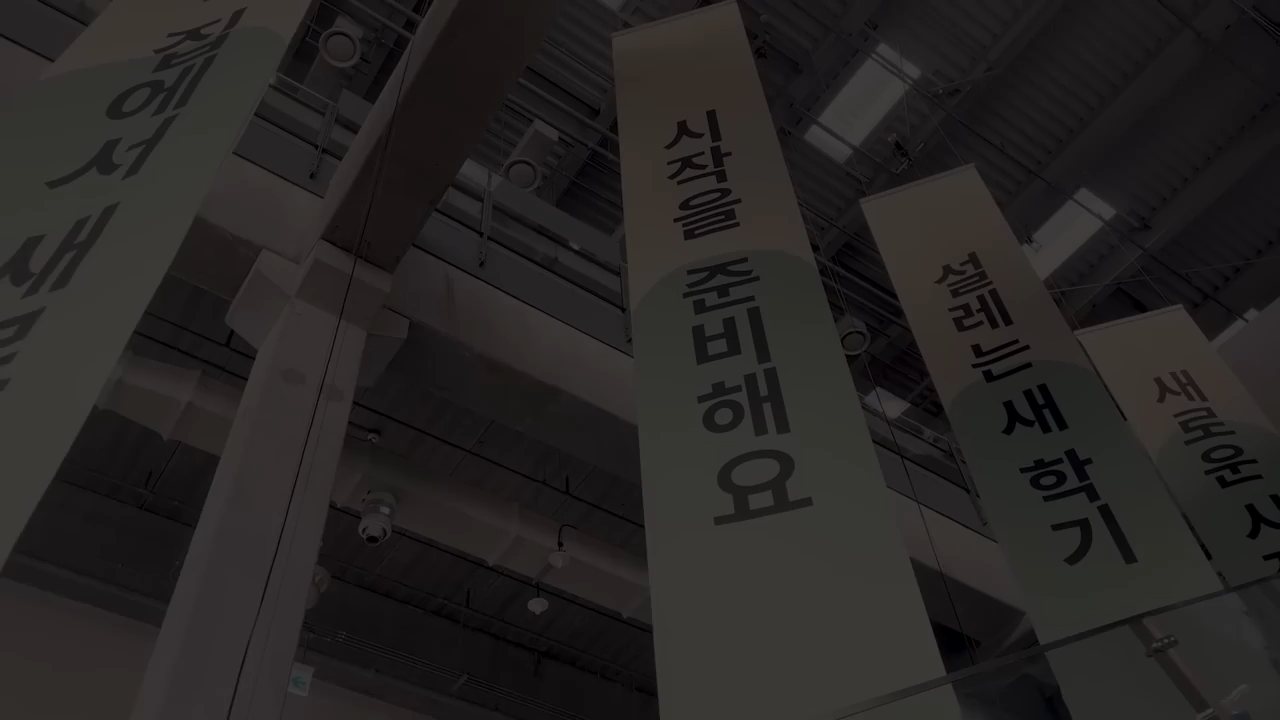 집에서 새
시작을 준비해요
설레는 새 학기
새로운